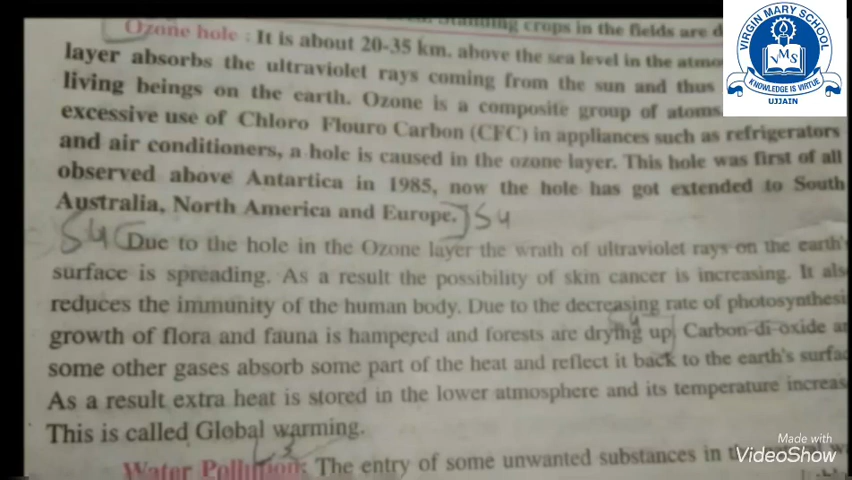 Standing crops in the fields are
Ozone hole : It is about 20-35 km. above the sea level in the
layer absorbs the ultraviolet rays coming from the sun and thus
living beings on the earth. Ozone is a composite group of atoms.
excessive use of Chloro Flouro Carbon (CFC) in appliances such as refrigerators
and air conditioners, a hole is caused in the ozone layer. This hole was first of all
observed above Antartica in 1985, now the hole has got extended to South
Australia, North America and Europe.
S4
S4
Due to the hole in the Ozone layer the wrath of ultraviolet rays on the earth's
surface is spreading. As a result the possibility of skin cancer is increasing. It
reduces the immunity of the human body. Due to the decreasing rate of
growth of flora and fauna is hampered and forests are drying up. Carbon-di-oxide
some other gases absorb some part of the heat and reflect it back to the earth's
As a result extra heat is stored in the lower atmosphere and its temperature
This is called Global warming.
Water Pollution: The entry of some unwanted substances in
VIRGIN MARY SCHOOL
VMS
KNOWLEDGE IS VIRTUE
UJJAIN
Made with
VideoShow